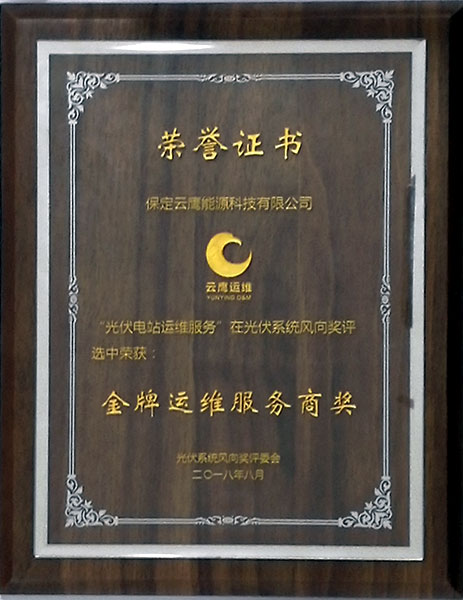 荣誉证书
保定云鹰能源科技有限公司
云鹰运维
YUNYING O&M
“光伏电站运维服务”在光伏系统风向奖评
选中荣获：
金牌运维服务商奖
光伏系统风向奖评委会
二〇一八年八月